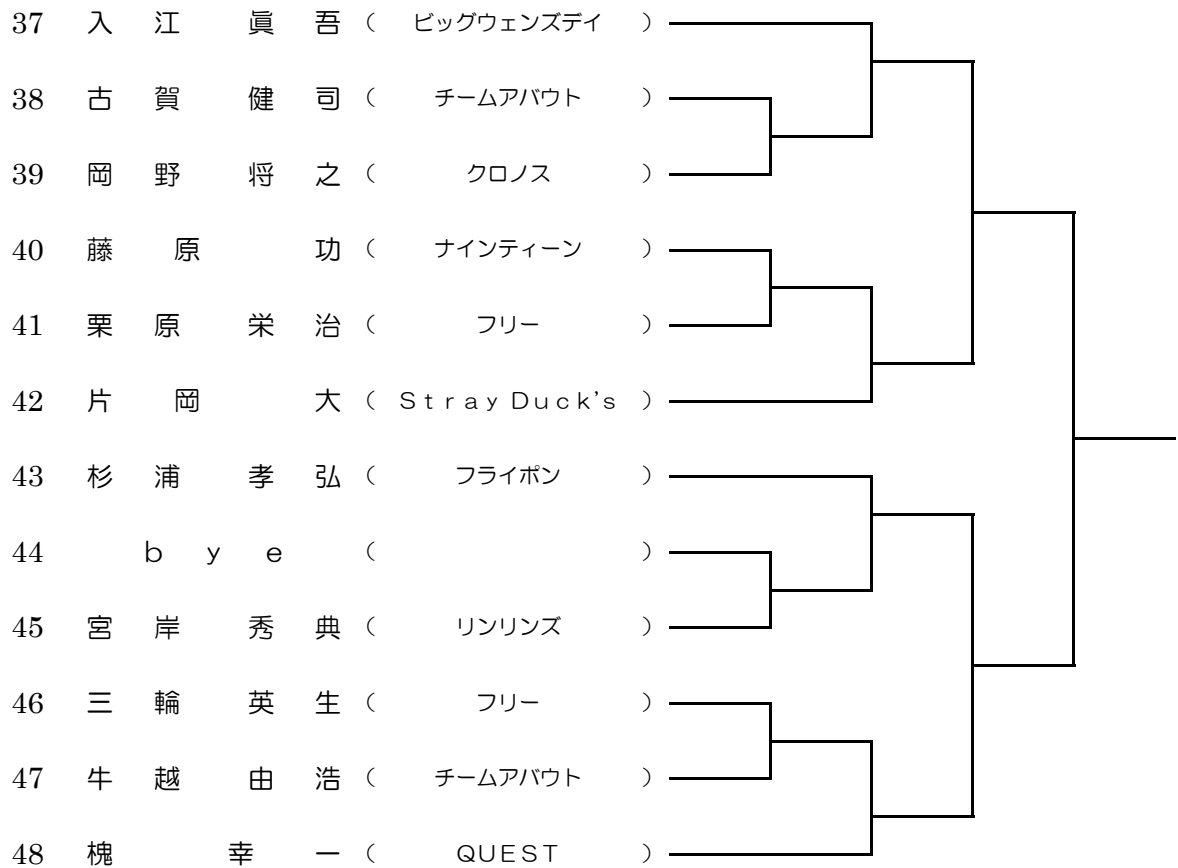 37 入江 眞吾 ( ビッグウェンズデイ )
38 古賀 健司 ( チームアバウト )
39 岡野 将之 ( クロノス )
40 藤原 功 ( ナインティーン )
41 栗原 栄治 ( フリー )
42 片岡 大 ( Stray Duck's )
43 杉浦 孝弘 ( フライポン )
44 bye ( )
45 宮岸 秀典 ( リンリンズ )
46 三輪 英生 ( フリー )
47 牛越 由浩 ( チームアバウト )
48 槐 幸一 ( QUEST )